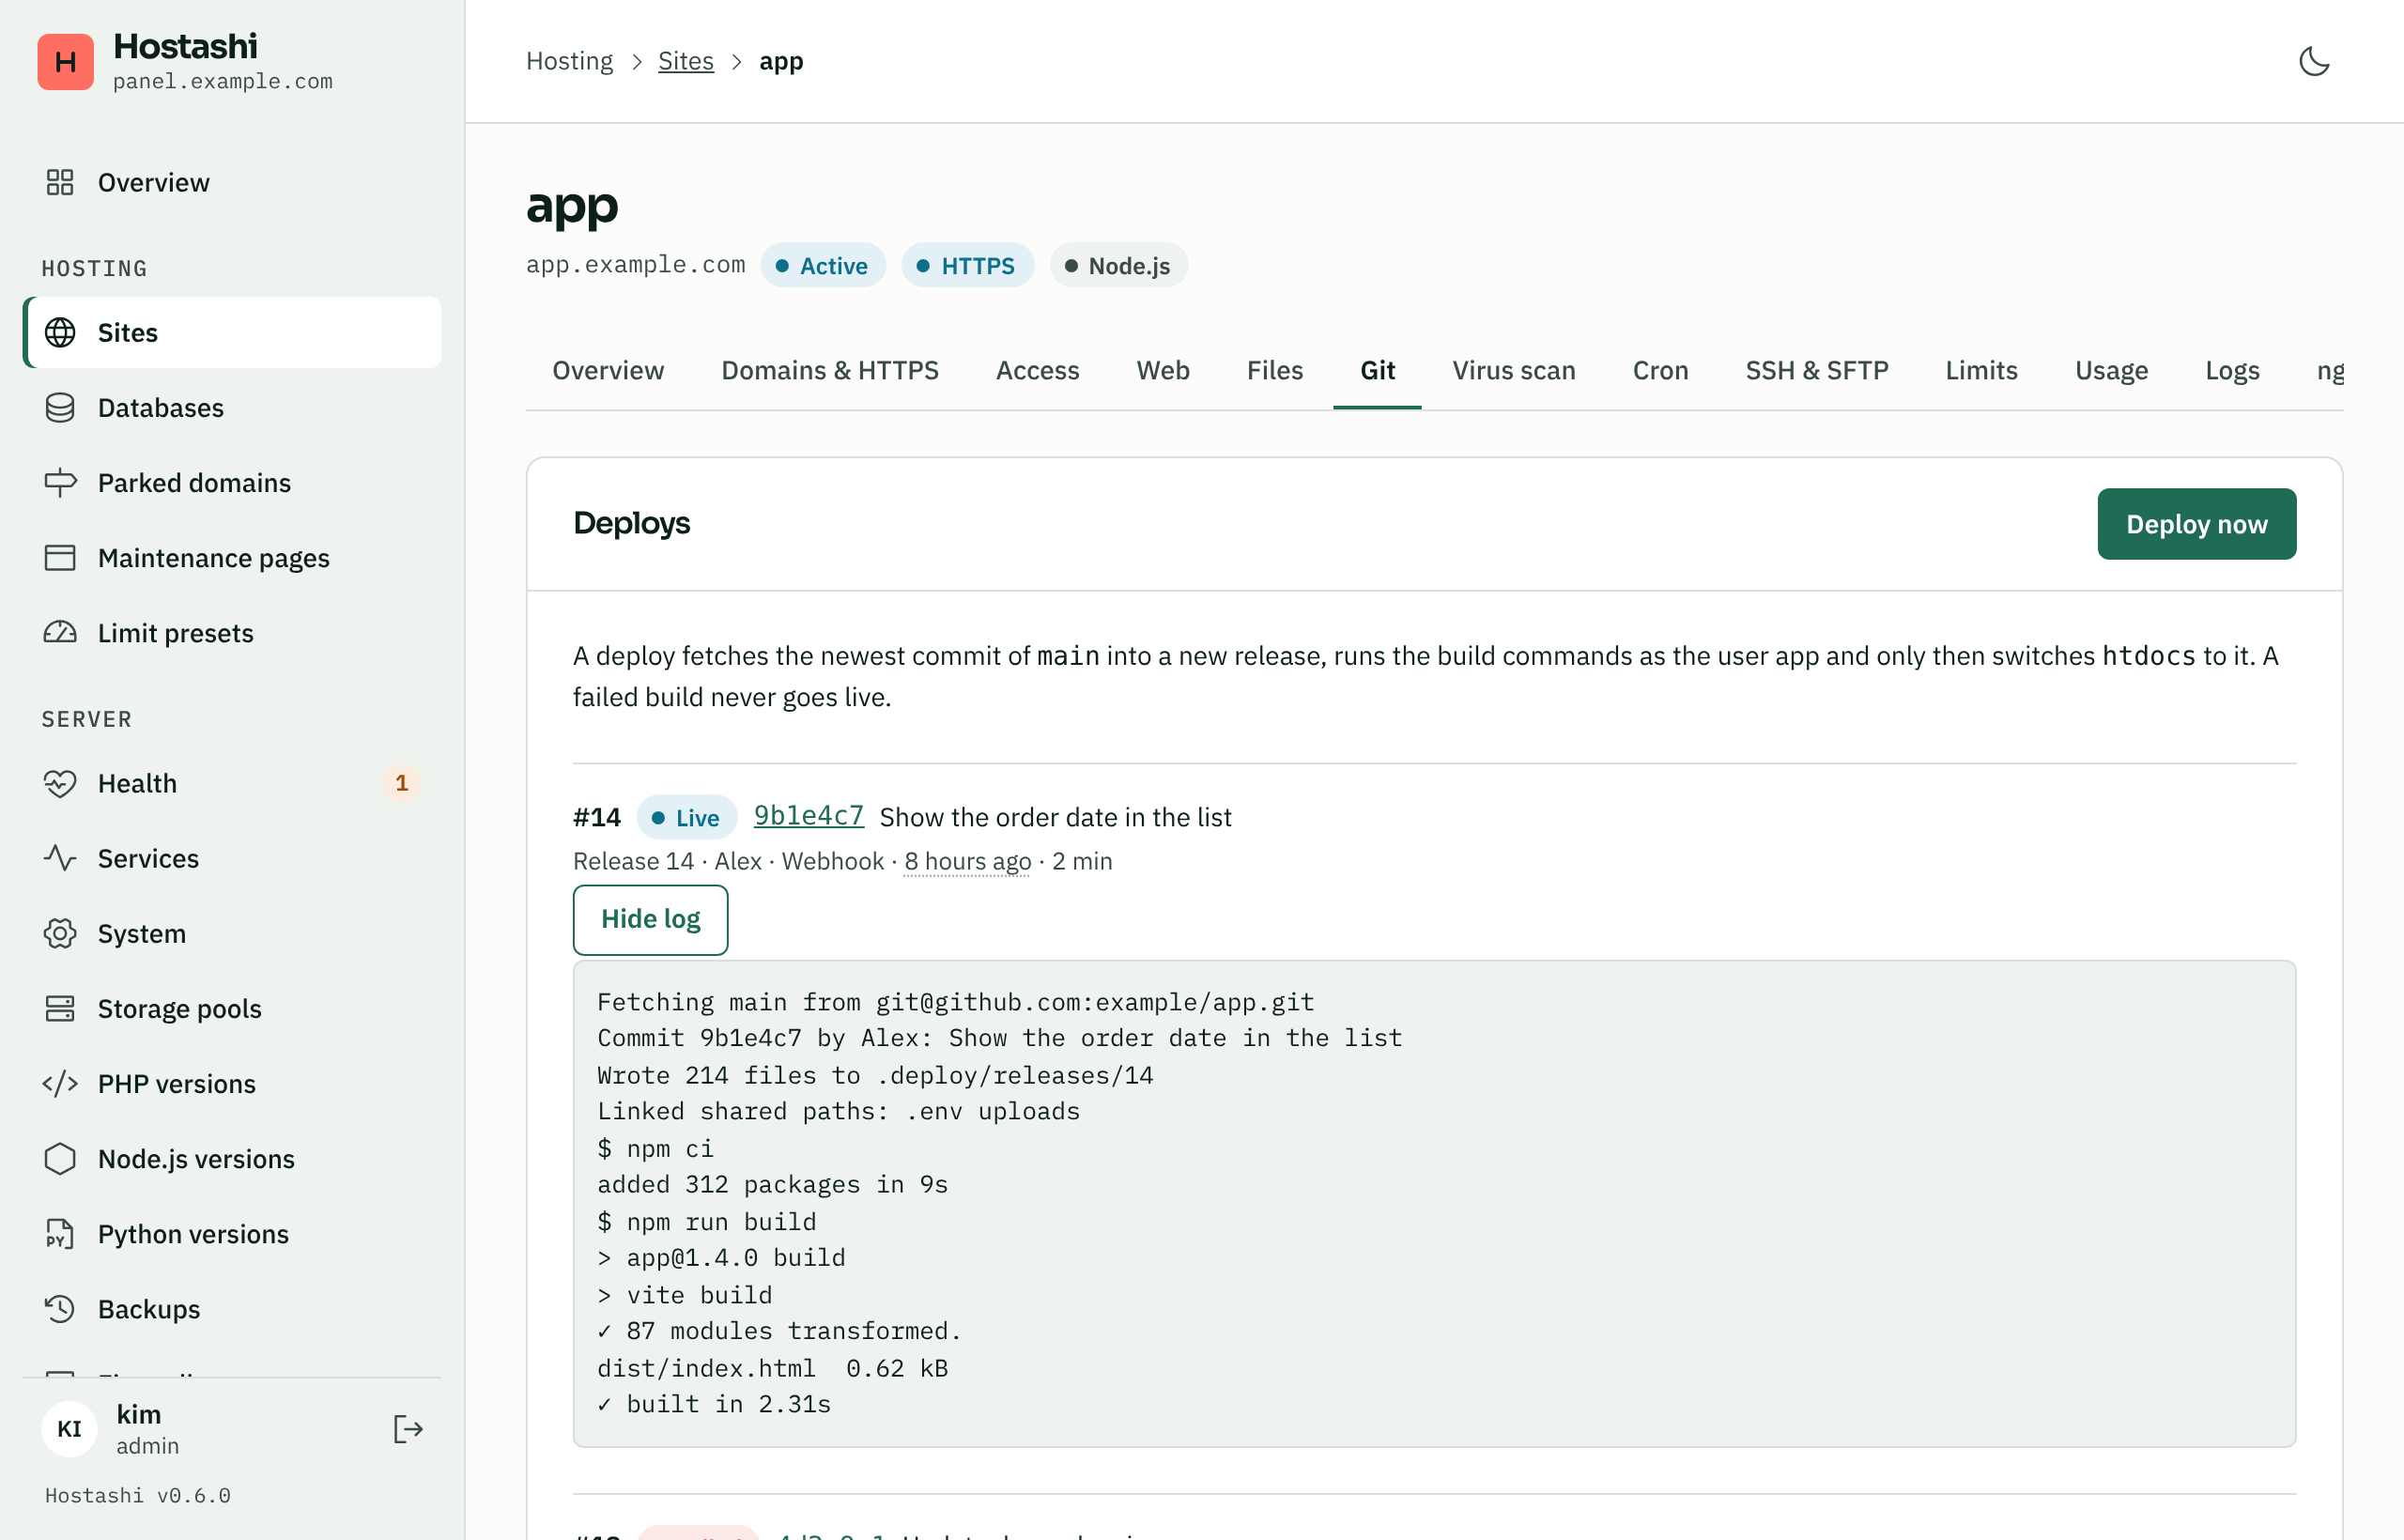 H
Hostashi
panel.example.com
Overview
HOSTING
Sites
Databases
Parked domains
Maintenance pages
Limit presets
SERVER
Health 1
Services
System
Storage pools
PHP versions
Node.js versions
PY Python versions
Backups
KI
kim
admin
Hostashi v0.6.0
Hosting > Sites > app
app
app.example.com Active HTTPS Node.js
Overview Domains & HTTPS Access Web Files Git Virus scan Cron SSH & SFTP Limits Usage Logs
Deploys
Deploy now
A deploy fetches the newest commit of main into a new release, runs the build commands as the user app and only then switches htdocs to it. A
failed build never goes live.
#14 Live 9b1e4c7 Show the order date in the list
Release 14 · Alex · Webhook · 8 hours ago · 2 min
Hide log
Fetching main from git@github.com:example/app.git
Commit 9b1e4c7 by Alex: Show the order date in the list
Wrote 214 files to .deploy/releases/14
Linked shared paths: .env uploads
$ npm ci
added 312 packages in 9s
$ npm run build
> app@1.4.0 build
> vite build
✓ 87 modules transformed.
dist/index.html  0.62 kB
✓ built in 2.31s